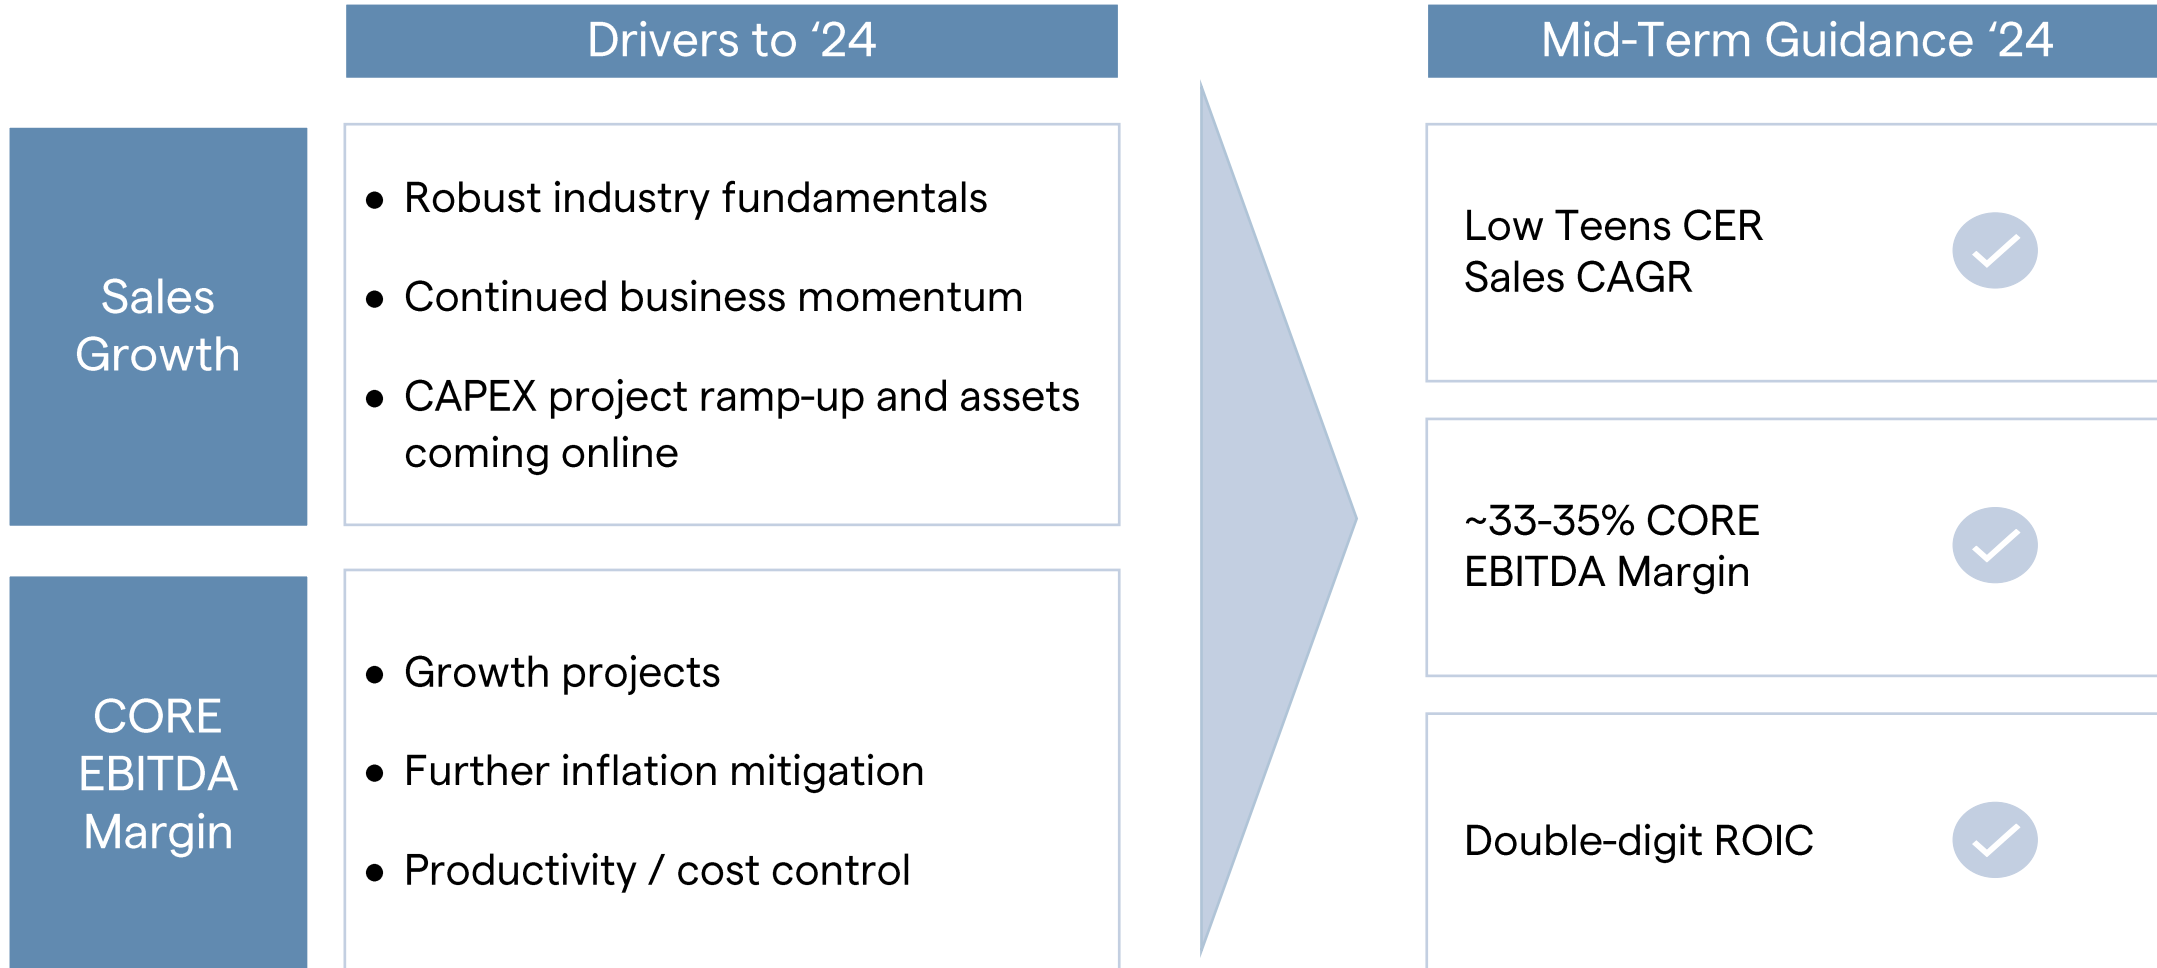 Drivers to ‘24
Mid-Term Guidance ‘24
Sales
Growth
● Robust industry fundamentals
● Continued business momentum
● CAPEX project ramp-up and assets
coming online
CORE
EBITDA
Margin
● Growth projects
● Further inflation mitigation
● Productivity / cost control
Low Teens CER
Sales CAGR
~33-35% CORE
EBITDA Margin
Double-digit ROIC